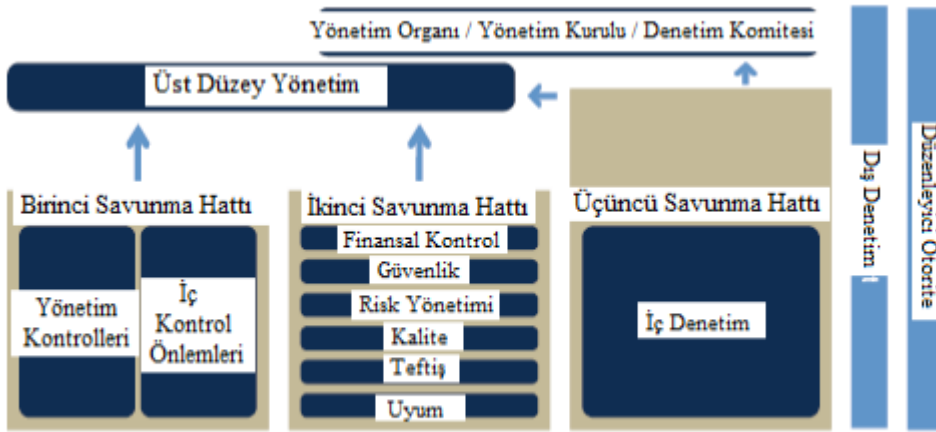 Yönetim Organı / Yönetim Kurulu / Denetim Komitesi
Üst Düzey Yönetim
Birinci Savunma Hattı
Yönetim
Kontrolleri
İç
Kontrol
Önlemleri
İkinci Savunma Hattı
Finansal Kontrol
Güvenlik
Risk Yönetimi
Kalite
Teftiş
Uyum
Üçüncü Savunma Hattı
İç Denetim
Dış Denetim
Düzenleyici Otorite